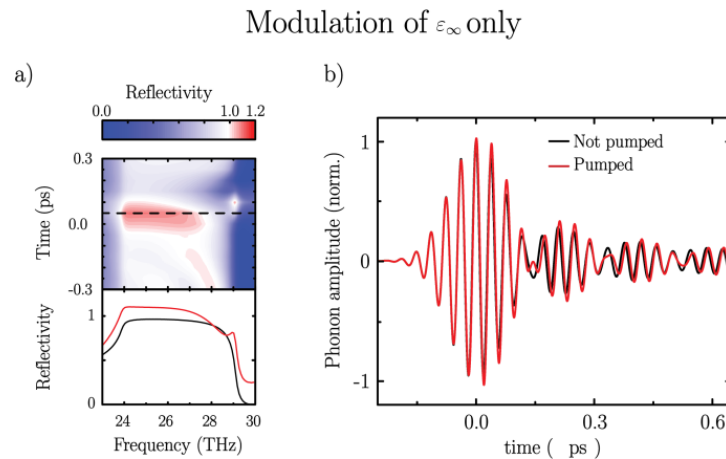 Modulation of ε∞ only
a)
b)
Reflectivity
0.0
1.0
1.2
0.3
0.0
-0.3
Time (ps)
1
0
Reflectivity
23
24
26
28
30
Frequency (THz)
Not pumped
Pumped
1
0
-1
Phonon amplitude (norm.)
0.0
0.3
0.6
time ( ps)